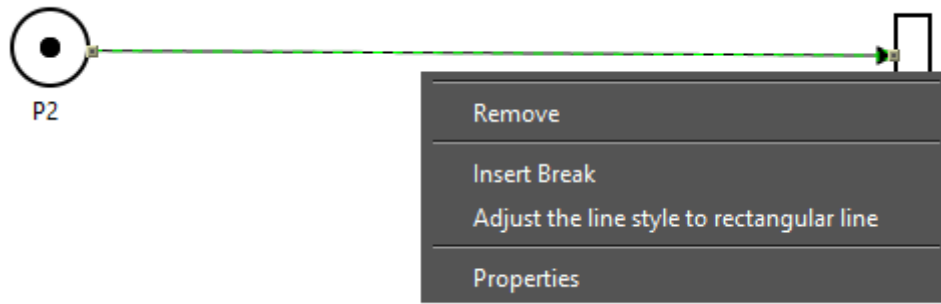 P2
Remove
Insert Break
Adjust the line style to rectangular line
Properties